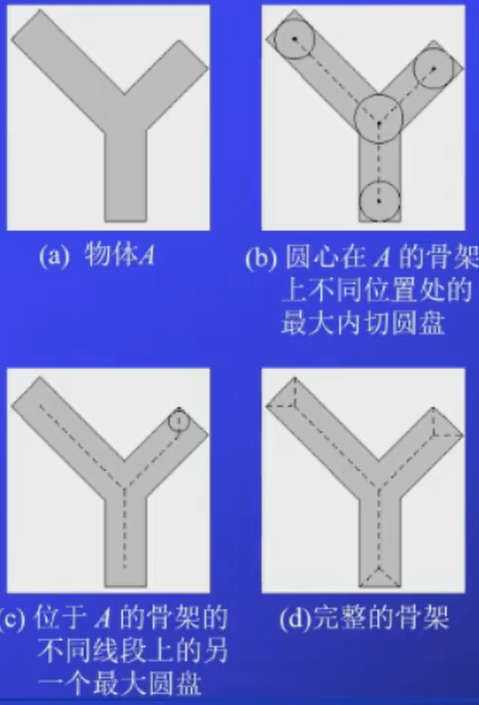 (a) 物体A
(b) 圆心在 A 的骨架
上不同位置处的
最大内切圆盘
(c) 位于 A 的骨架的
不同线段上的另
一个最大圆盘
(d)完整的骨架